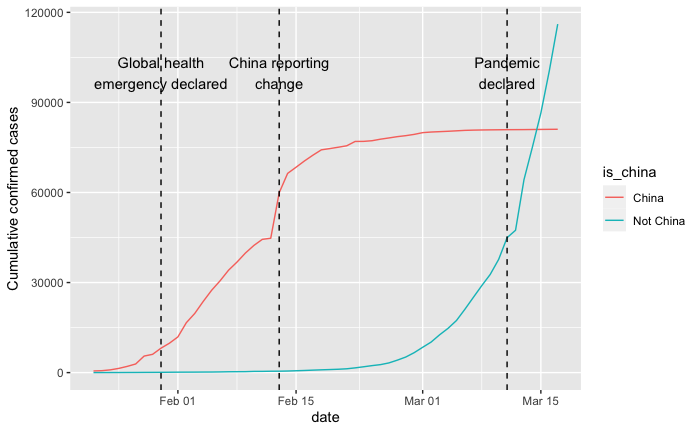 120000
90000
60000
30000
0
Cumulative confirmed cases
Global health
emergency declared
China reporting
change
Pandemic
declared
Feb 01
Feb 15
Mar 01
Mar 15
date
is_china
China
Not China